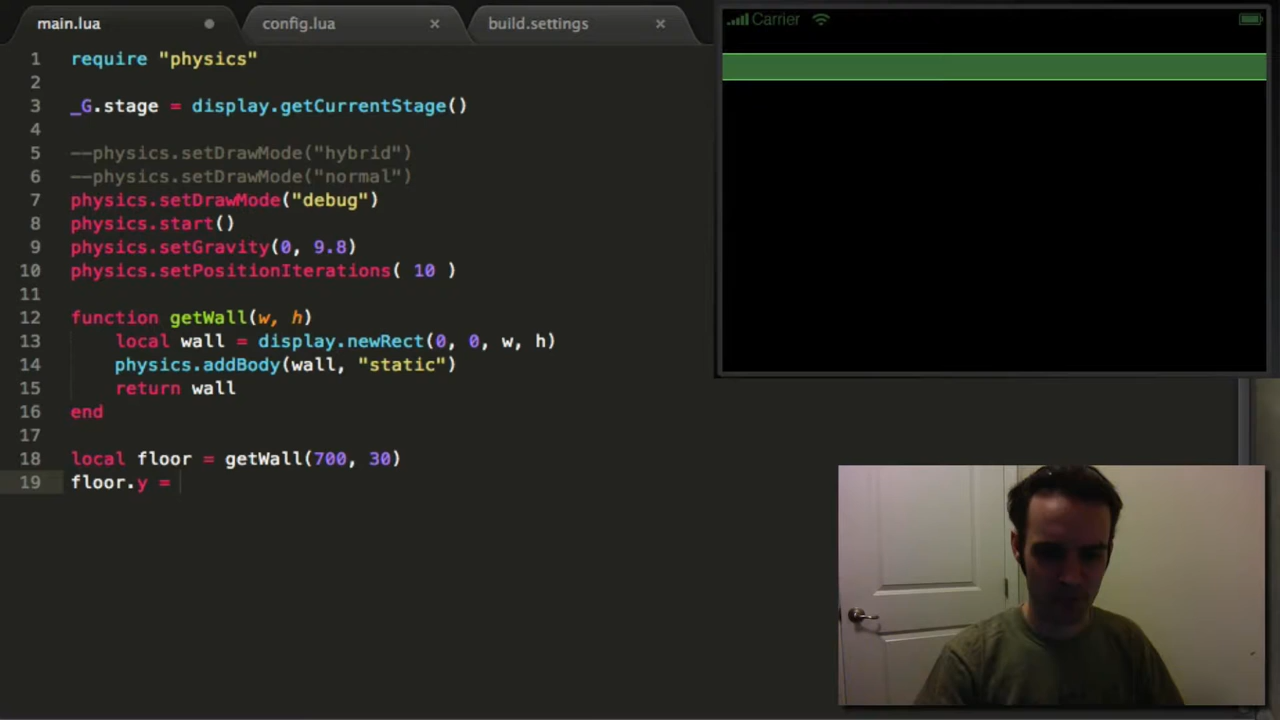 main.lua
config.lua
build.settings
Carrier
1 require "physics"
2
3 _G.stage = display.getCurrentStage()
4
5 --physics.setDrawMode("hybrid")
6 --physics.setDrawMode("normal")
7 physics.setDrawMode("debug")
8 physics.start()
9 physics.setGravity(0, 9.8)
10 physics.setPositionIterations( 10 )
11
12 function getWall(w, h)
13 local wall = display.newRect(0, 0, w, h)
14 physics.addBody(wall, "static")
15 return wall
16 end
17
18 local floor = getWall(700, 30)
19 floor.y =